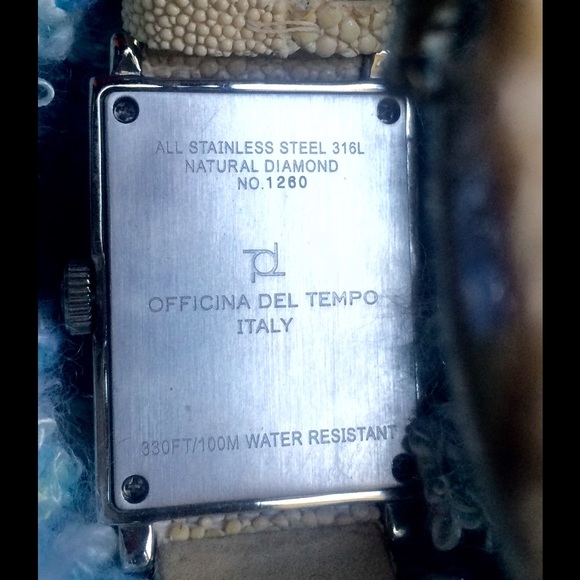 ALL STAINLESS STEEL 316L
NATURAL DIAMOND
NO.1260
OFFICINA DEL TEMPO
ITALY
330FT/100M WATER RESISTANT